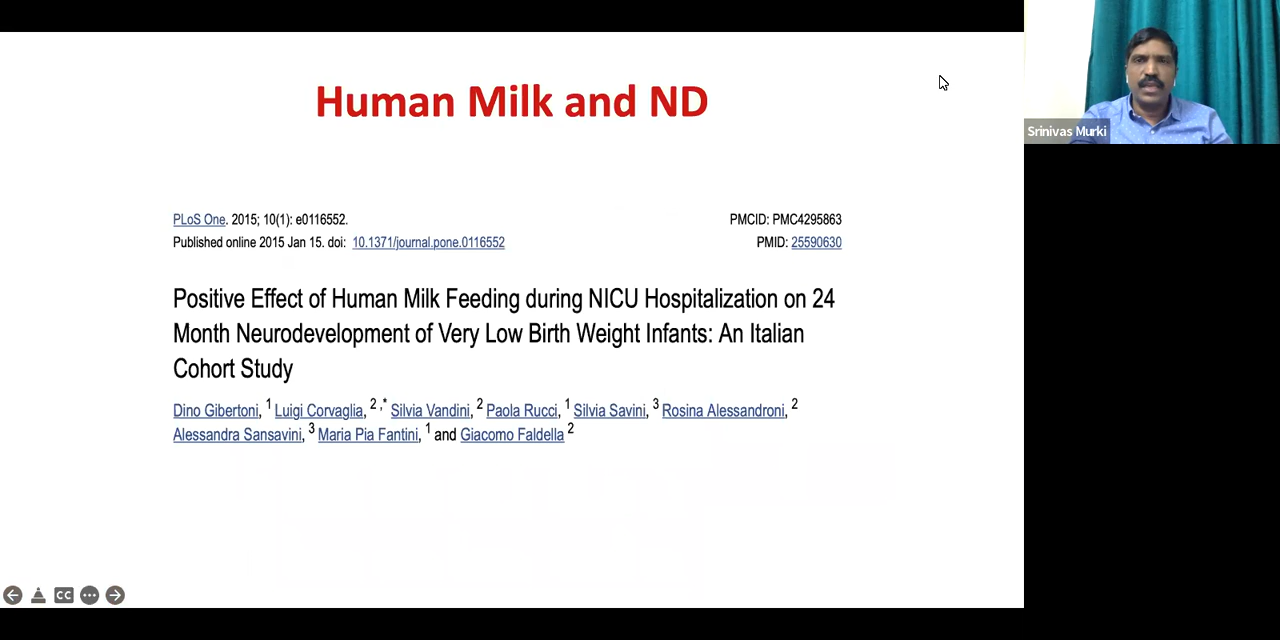 Human Milk and ND
Srinivas Murki
PLoS One. 2015; 10(1): e0116552.
PMCID: PMC4295863
Published online 2015 Jan 15. doi: 10.1371/journal.pone.0116552
PMID: 25590630
Positive Effect of Human Milk Feeding during NICU Hospitalization on 24
Month Neurodevelopment of Very Low Birth Weight Infants: An Italian
Cohort Study
Dino Gibertoni, 1 Luigi Corvaglia, 2 ,* Silvia Vandini, 2 Paola Rucci, 1 Silvia Savini, 3 Rosina Alessandroni, 2
Alessandra Sansavini, 3 Maria Pia Fantini, 1 and Giacomo Faldella 2
CC